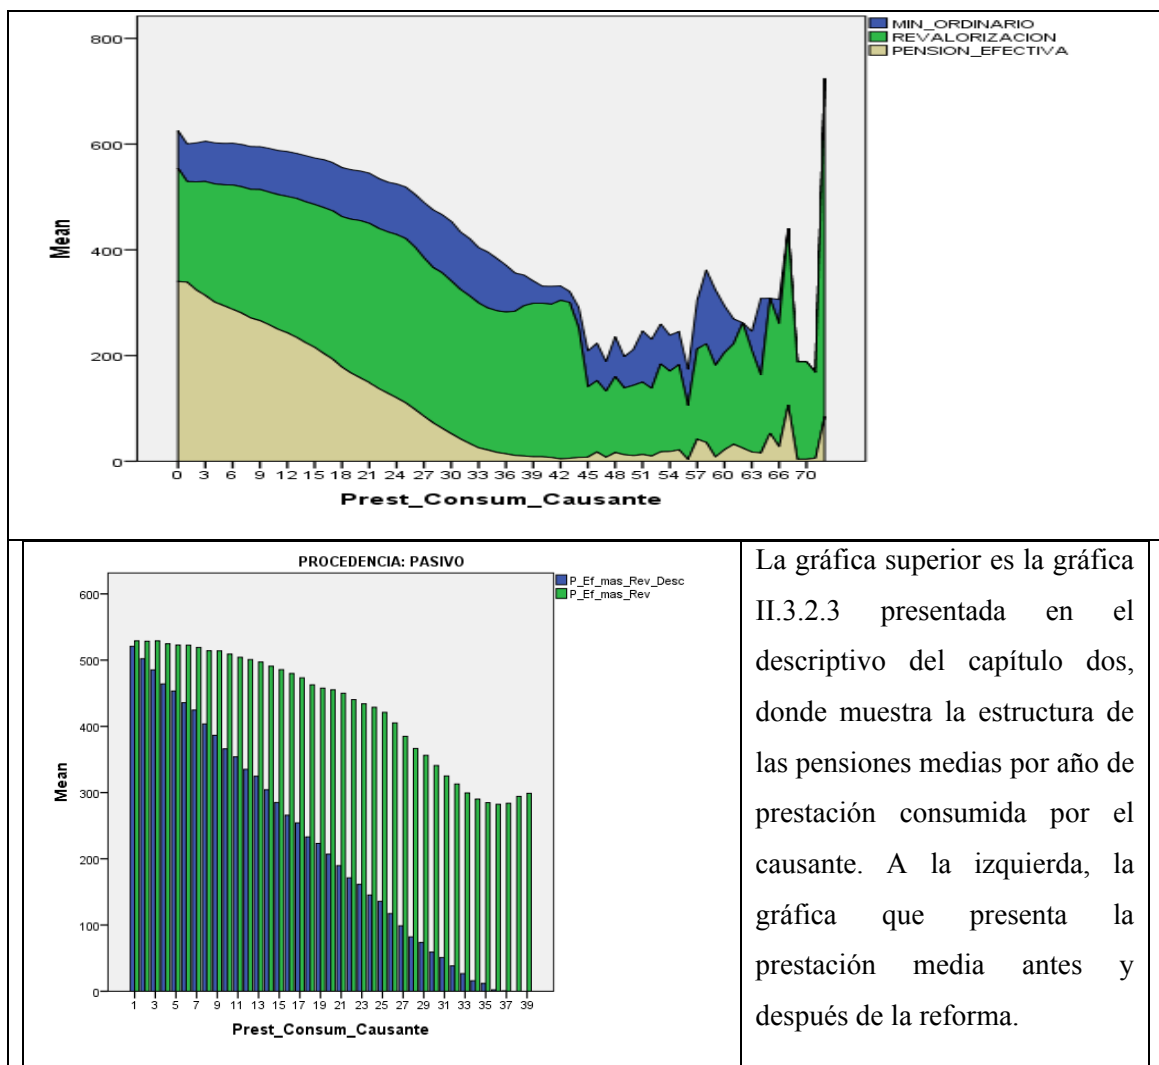 MIN_ORDINARIO
REVALORIZACION
PENSION_EFECTIVA
800
600
400
200
0
Mean
0 3 6 9 12 15 18 21 24 27 30 33 36 39 42 45 48 51 54 57 60 63 66 70
Prest_Consum_Causante
PROCEDENCIA: PASIVO
P_Ef_mas_Rev_Desc
P_Ef_mas_Rev
600
500
400
300
200
100
0
Mean
1 3 5 7 9 11 13 15 17 19 21 23 25 27 29 31 33 35 37 39
Prest_Consum_Causante
La gráfica superior es la gráfica
II.3.2.3 presentada en el
descriptivo del capítulo dos,
donde muestra la estructura de
las pensiones medias por año de
prestación consumida por el
causante. A la izquierda, la
gráfica que presenta la
prestación media antes y
después de la reforma.